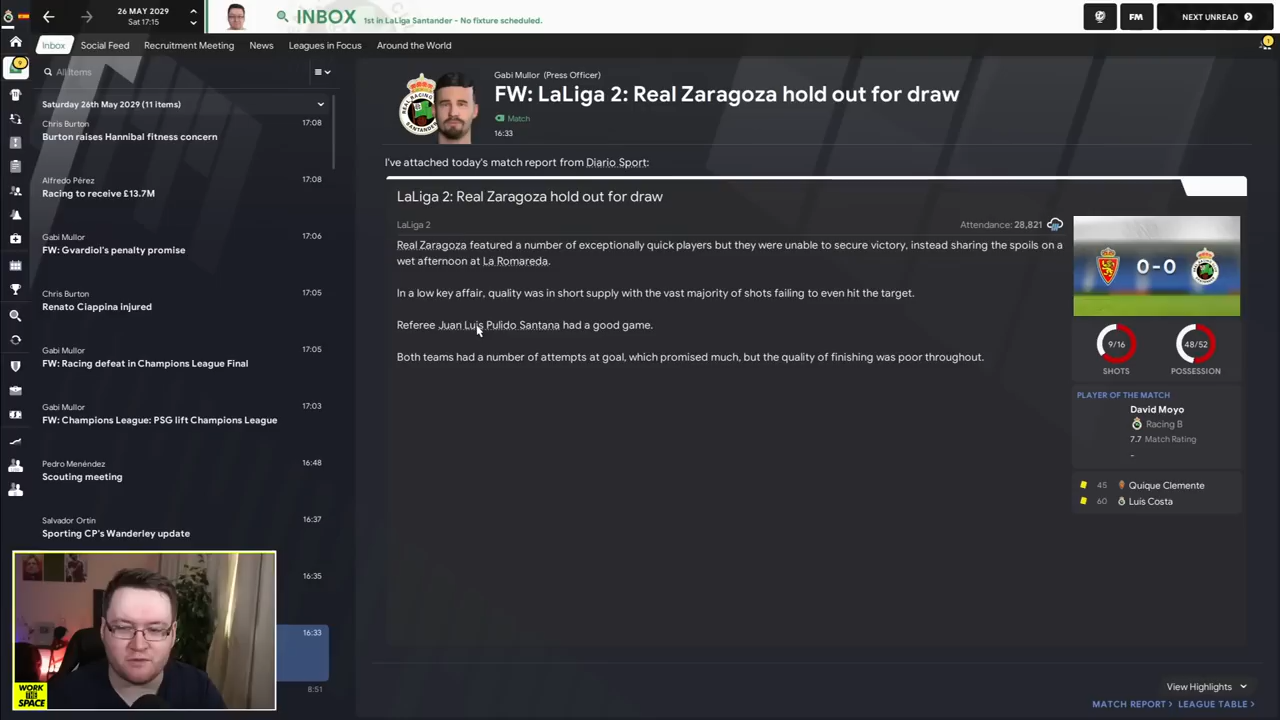 26 MAY 2029
Sat 17:15
INBOX
1st in LaLiga Santander - No fixture scheduled.
FM
NEXT UNREAD
9
Inbox
Social Feed
Recruitment Meeting
News
Leagues in Focus
Around the World
1
All Items
Saturday 26th May 2029 (11 items)
Chris Burton
17:08
Burton raises Hannibal fitness concern
Alfredo Pérez
17:08
Racing to receive £13.7M
Gabi Mullor
17:06
FW: Gvardiol's penalty promise
Chris Burton
17:05
Renato Ciappina injured
Gabi Mullor
17:05
FW: Racing defeat in Champions League Final
Gabi Mullor
17:03
FW: Champions League: PSG lift Champions League
Pedro Menéndez
16:48
Scouting meeting
Salvador Ortín
16:37
Sporting CP's Wanderley update
16:35
16:33
8:51
WORK
THE
SPACE
Gabi Mullor (Press Officer)
FW: LaLiga 2: Real Zaragoza hold out for draw
Match
16:33
I've attached today's match report from Diario Sport:
LaLiga 2: Real Zaragoza hold out for draw
LaLiga 2
Attendance: 28,821
Real Zaragoza featured a number of exceptionally quick players but they were unable to secure victory, instead sharing the spoils on a
wet afternoon at La Romareda.
In a low key affair, quality was in short supply with the vast majority of shots failing to even hit the target.
Referee Juan Luis Pulido Santana had a good game.
Both teams had a number of attempts at goal, which promised much, but the quality of finishing was poor throughout.
0-0
9/16
SHOTS
48/52
POSSESSION
PLAYER OF THE MATCH
David Moyo
Racing B
7.7 Match Rating
-
45 Quique Clemente
60 Luís Costa
View Highlights
MATCH REPORT >
LEAGUE TABLE >